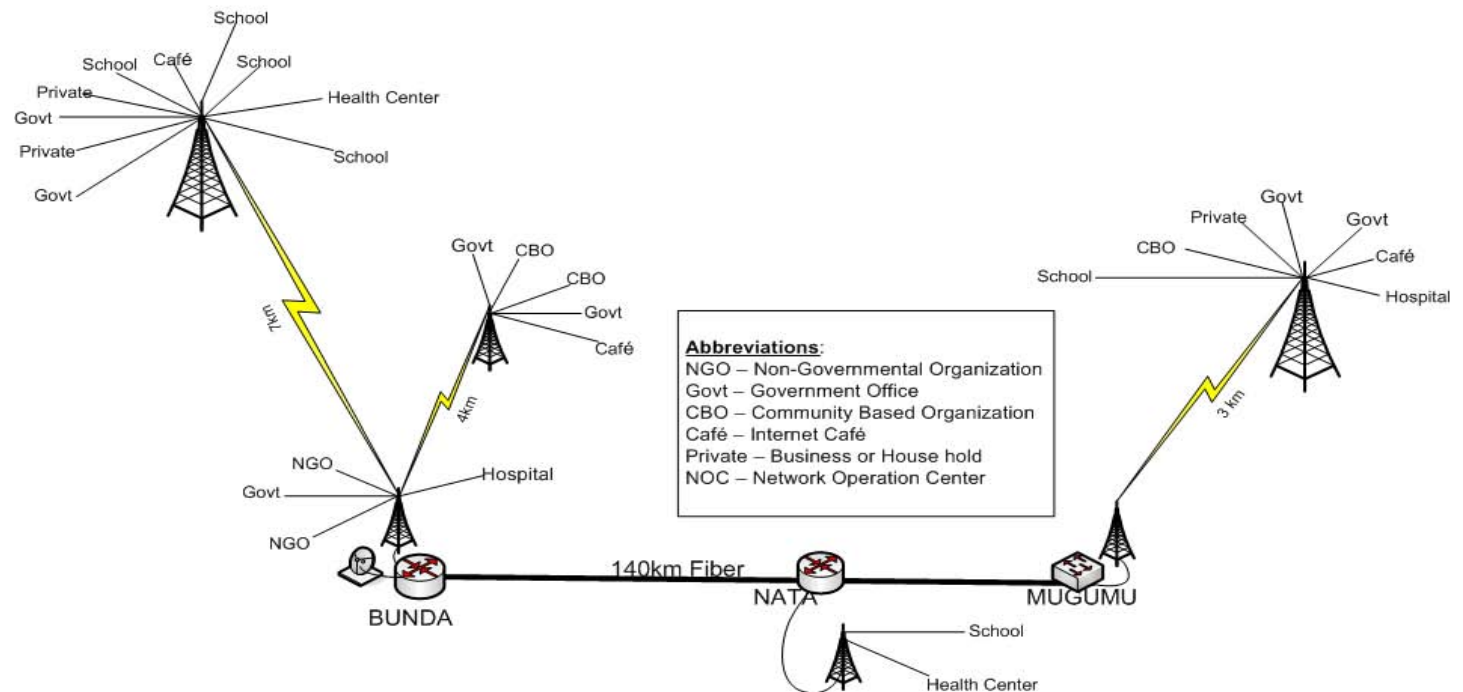 School
School
Café
School
Private
Health Center
Govt
Private
School
Govt
7km
Govt
CBO
CBO
Govt
Café
4km
NGO
Hospital
Govt
NGO
Abbreviations:
NGO – Non-Governmental Organization
Govt – Government Office
CBO – Community Based Organization
Café – Internet Café
Private – Business or House hold
NOC – Network Operation Center
Govt
Private
Govt
CBO
Café
School
Hospital
3 km
140km Fiber
BUNDA
NATA
MUGUMU
School
Health Center